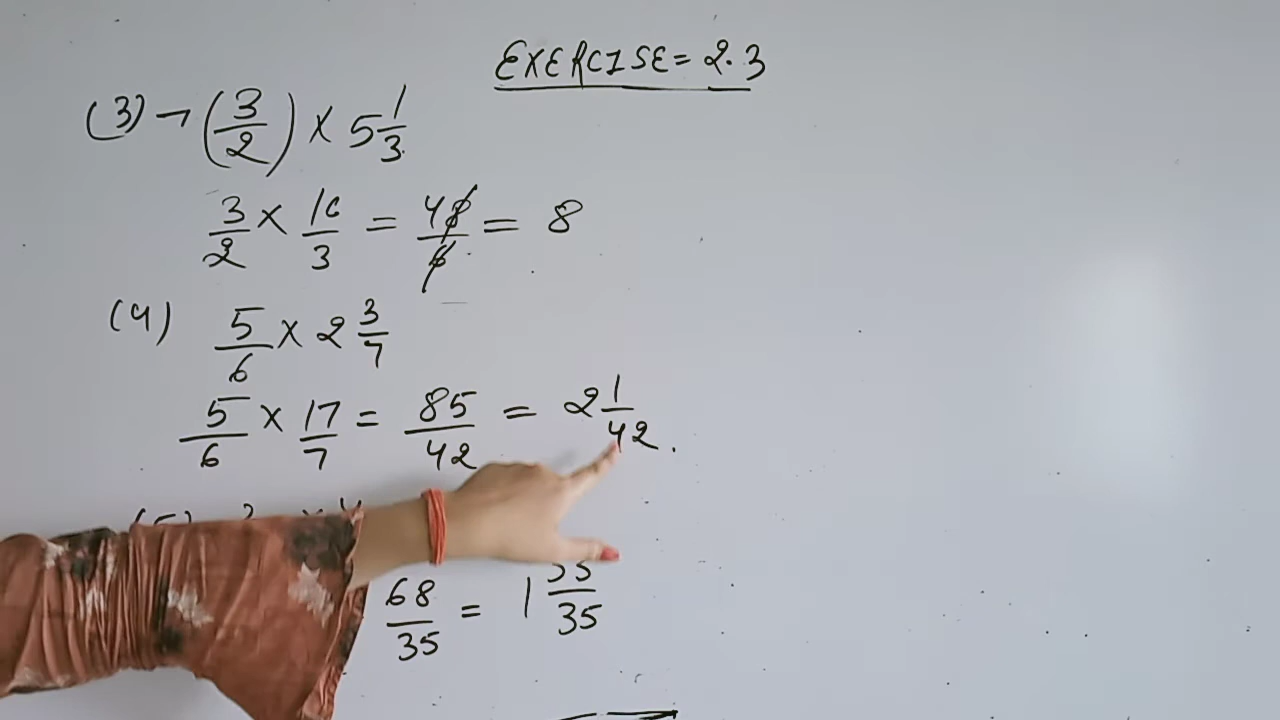 EXERCISE = 2.3
(3) → (3/2) × 5 1/3
3/2 × 16/3 = 48/6 = 8
(4) 5/6 × 2 3/7
5/6 × 17/7 = 85/42 = 2 1/42.
68/35 = 1 33/35